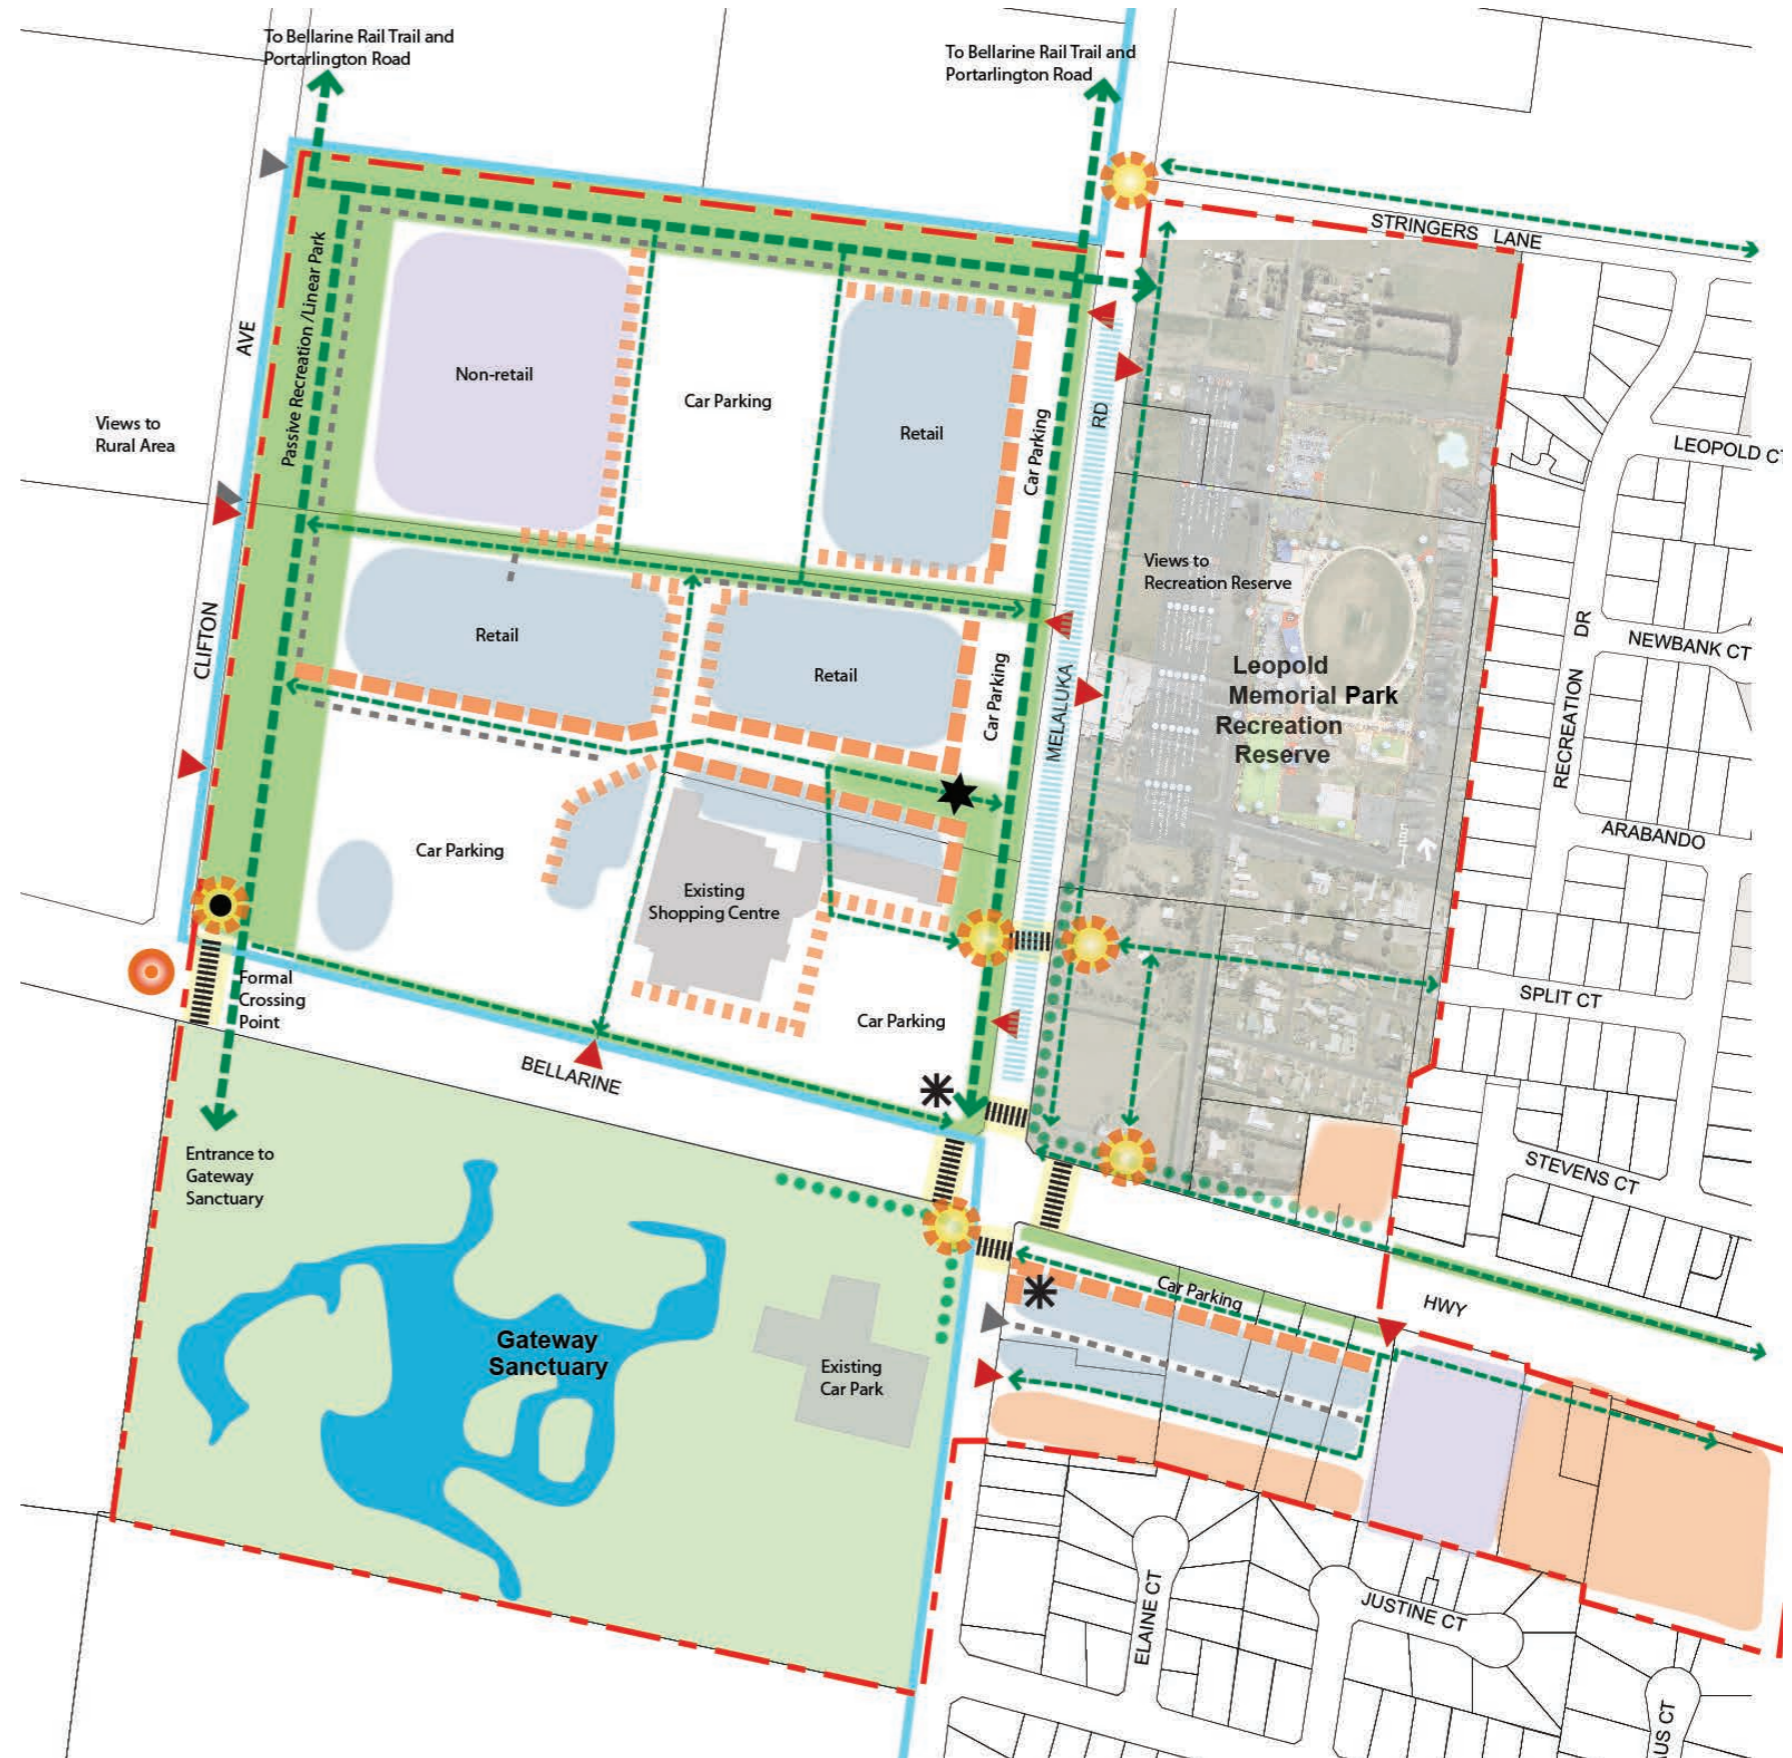 To Bellarine Rail Trail and
Portarlington Road
To Bellarine Rail Trail and
Portarlington Road
STRINGERS LANE
AVE
Passive Recreation /Linear Park
Non-retail
Car Parking
Retail
Car Parking
RD
Views to
Rural Area
LEOPOLD CT
Views to
Recreation Reserve
CLIFTON
Retail
Retail
Car Parking
MELALUKA
Leopold
Memorial Park
Recreation
Reserve
DR
RECREATION
NEWBANK CT
ARABANDO
Car Parking
Existing
Shopping Centre
Formal
Crossing
Point
Car Parking
SPLIT CT
BELLARINE
STEVENS CT
Entrance to
Gateway
Sanctuary
Car Parking
HWY
Gateway
Sanctuary
Existing
Car Park
ELAINE CT
JUSTINE CT
US CT